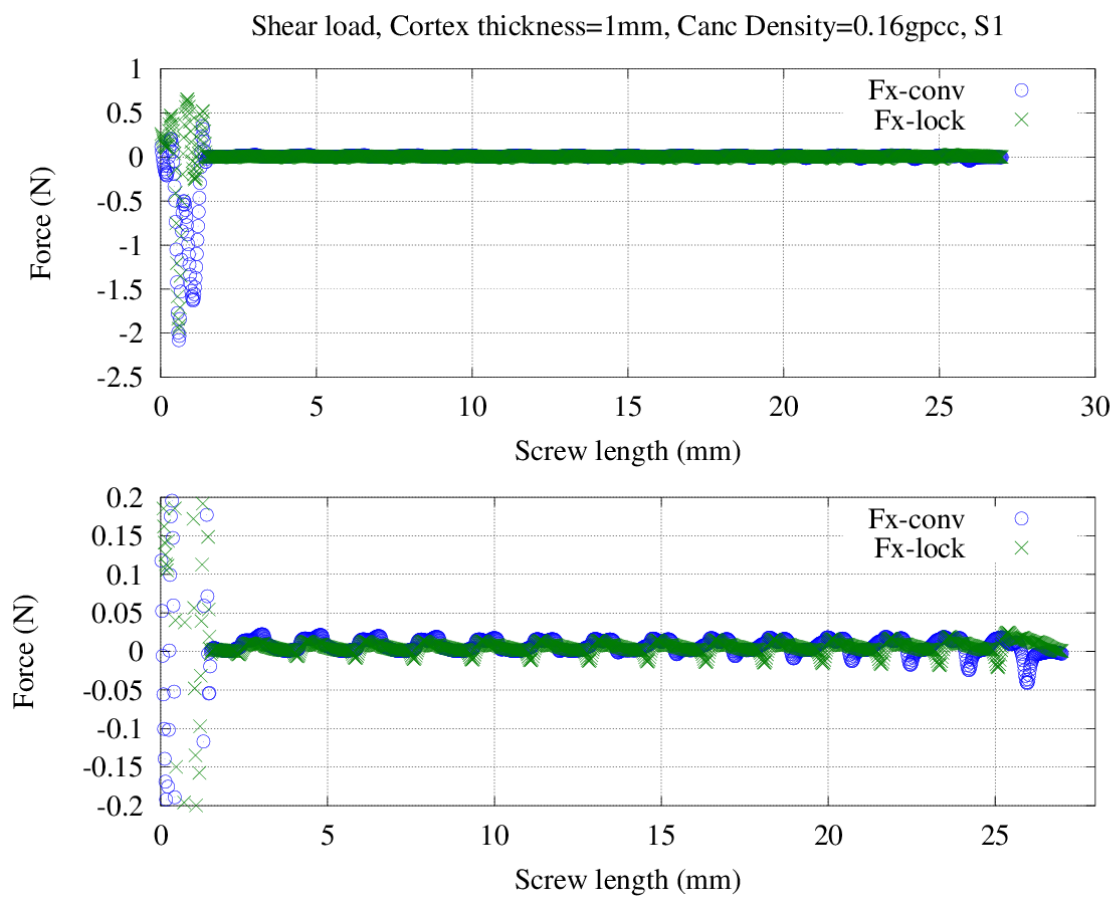 Shear load, Cortex thickness=1mm, Canc Density=0.16gpcc, S1
1
0.5
0
-0.5
-1
-1.5
-2
-2.5
Force (N)
Fx-conv
Fx-lock
0 5 10 15 20 25 30
Screw length (mm)
0.2
0.15
0.1
0.05
0
-0.05
-0.1
-0.15
-0.2
Force (N)
Fx-conv
Fx-lock
0 5 10 15 20 25
Screw length (mm)